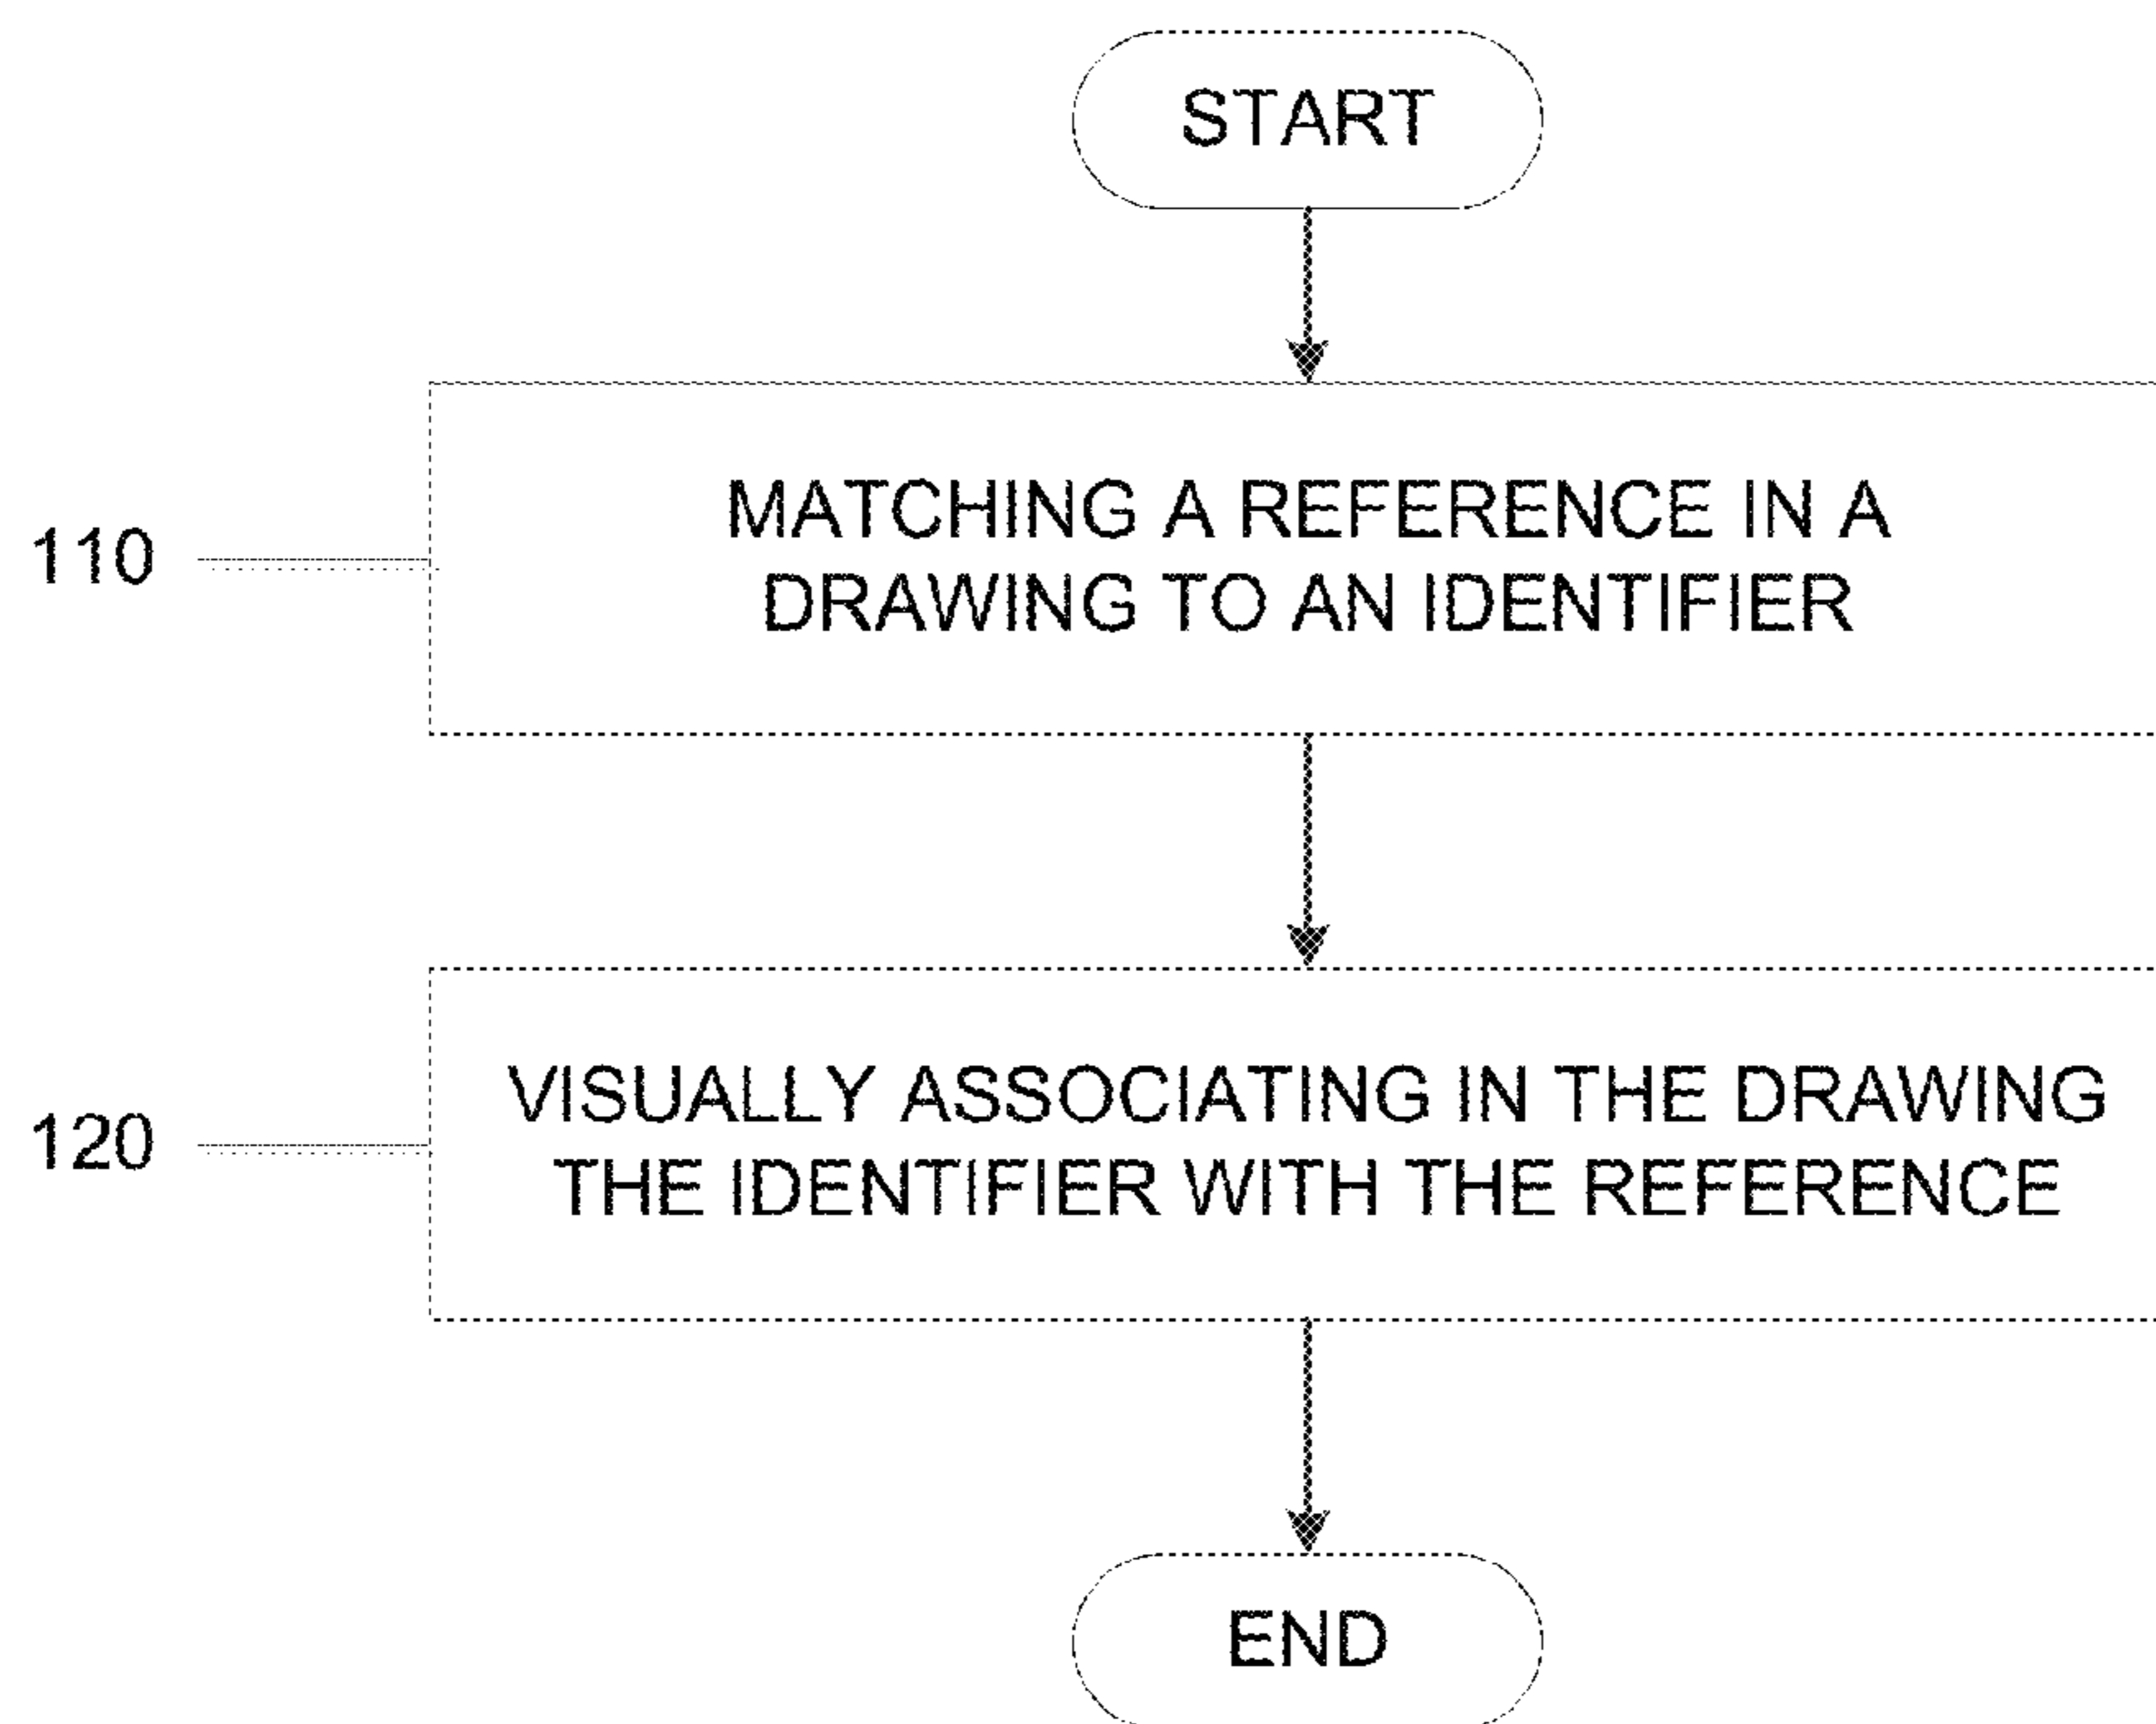 START
MATCHING A REFERENCE IN A
DRAWING TO AN IDENTIFIER
110
VISUALLY ASSOCIATING IN THE DRAWING
THE IDENTIFIER WITH THE REFERENCE
120
END